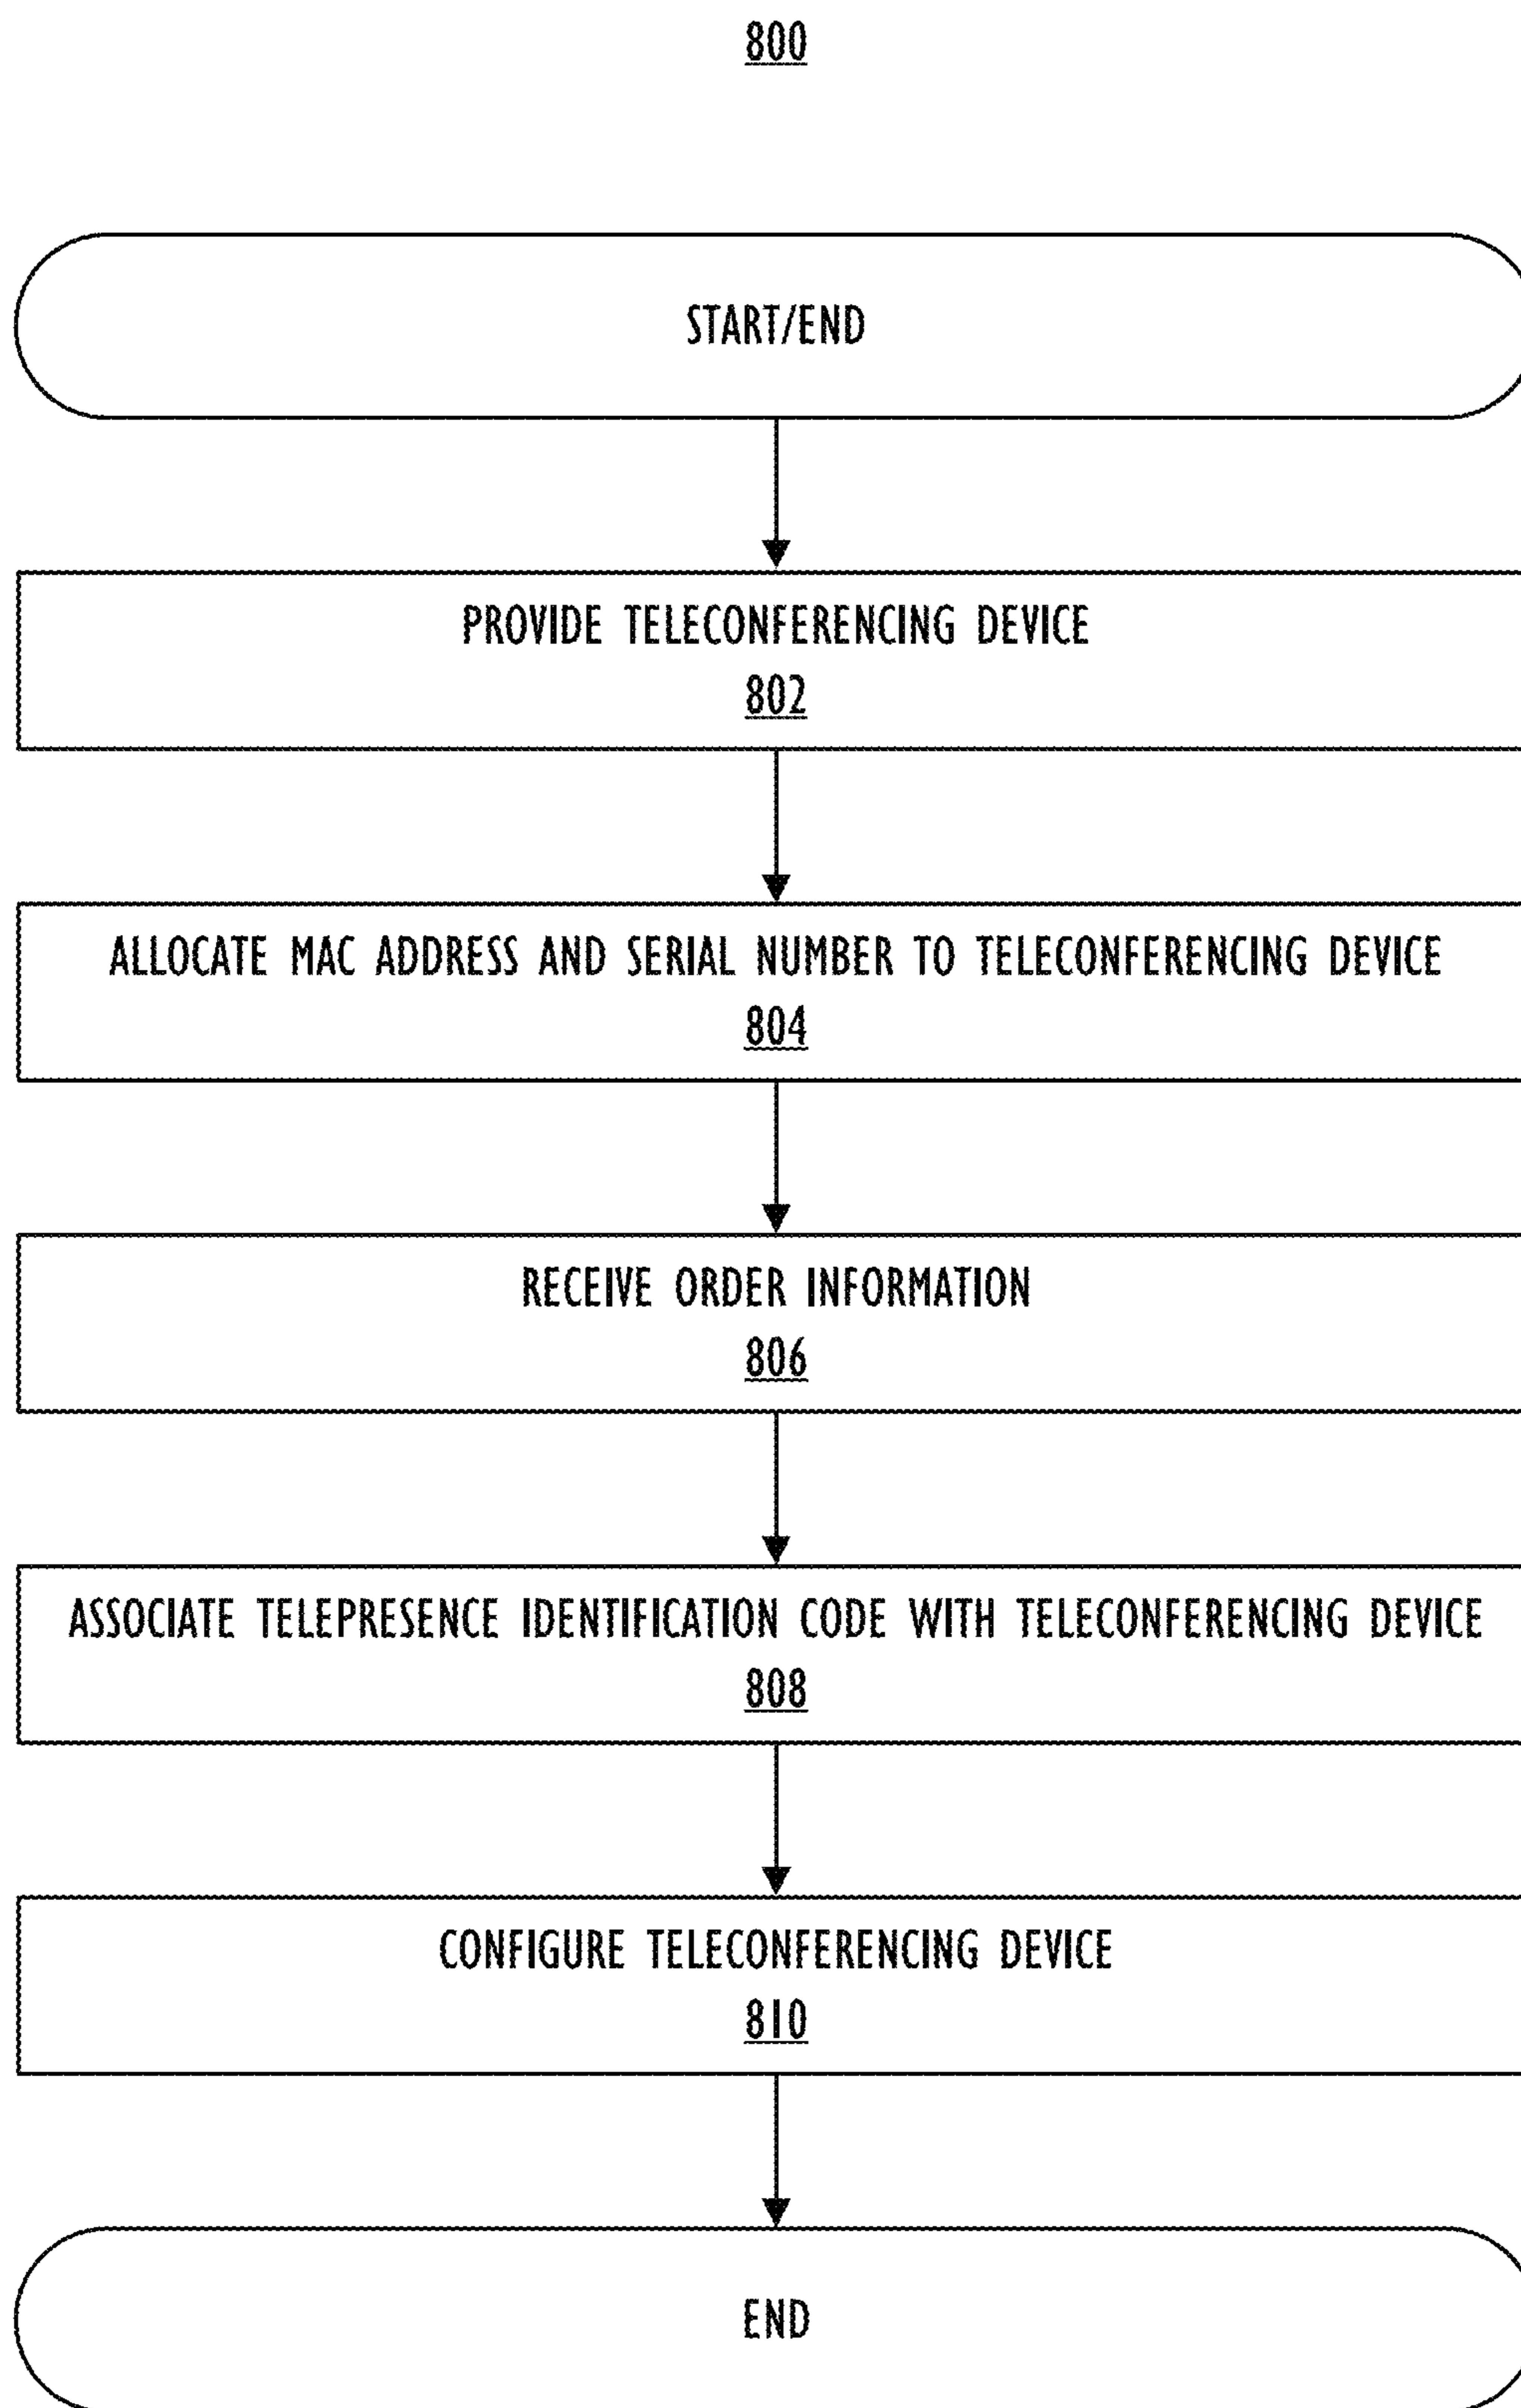 800
START/END
PROVIDE TELECONFERENCING DEVICE
802
ALLOCATE MAC ADDRESS AND SERIAL NUMBER TO TELECONFERENCING DEVICE
804
RECEIVE ORDER INFORMATION
806
ASSOCIATE TELEPRESENCE IDENTIFICATION CODE WITH TELECONFERENCING DEVICE
808
CONFIGURE TELECONFERENCING DEVICE
810
END